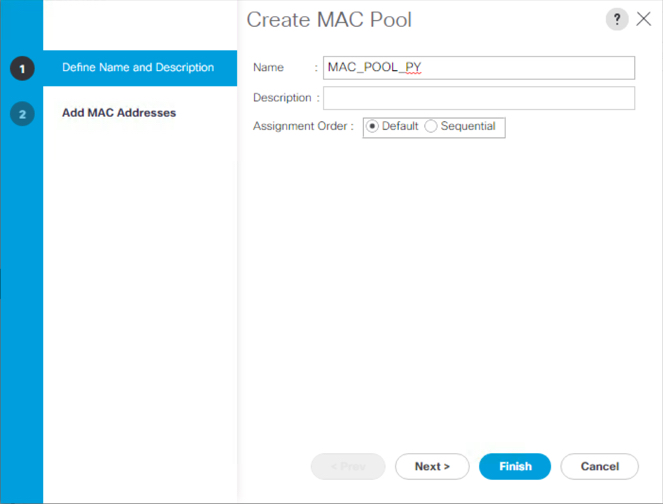 Create MAC Pool
?
1
Define Name and Description
2
Add MAC Addresses
Name : MAC_POOL_PY
Description :
Assignment Order : Default Sequential
< Prev Next > Finish Cancel